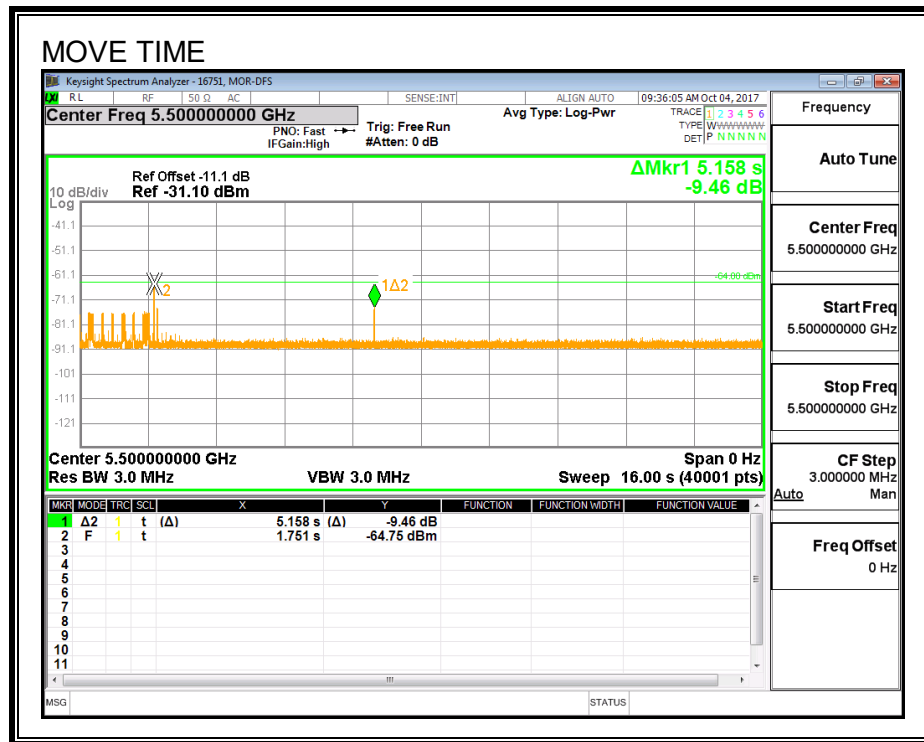 MOVE TIME
Keysight Spectrum Analyzer - 16751, MOR-DFS
LXI RL RF 50 Ω AC SENSE:INT ALIGN AUTO 09:36:05 AM Oct 04, 2017
Center Freq 5.500000000 GHz
PNO: Fast
IFGain:High
Trig: Free Run
#Atten: 0 dB
Avg Type: Log-Pwr
TRACE 1 2 3 4 5 6
TYPE WWWWWW
DET P N N N N N
Ref Offset -11.1 dB
Ref -31.10 dBm
10 dB/div
Log
ΔMkr1 5.158 s
-9.46 dB
-41.1
-51.1
-61.1
-71.1
-81.1
-91.1
-101
-111
-121
2
1Δ2
-64.00 dBm
Center 5.500000000 GHz
Span 0 Hz
Res BW 3.0 MHz
VBW 3.0 MHz
Sweep 16.00 s (40001 pts)
MKR MODE TRC SCL X Y FUNCTION FUNCTION WIDTH FUNCTION VALUE
1 Δ2 1 t (Δ) 5.158 s (Δ) -9.46 dB
2 F 1 t 1.751 s -64.75 dBm
3
4
5
6
7
8
9
10
11
MSG
STATUS
Frequency
Auto Tune
Center Freq
5.500000000 GHz
Start Freq
5.500000000 GHz
Stop Freq
5.500000000 GHz
CF Step
3.000000 MHz
Auto Man
Freq Offset
0 Hz